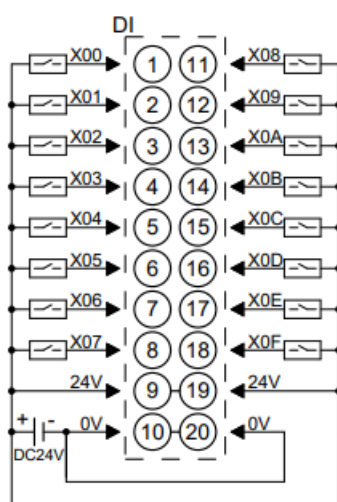 DI
X00 1 11 X08
X01 2 12 X09
X02 3 13 X0A
X03 4 14 X0B
X04 5 15 X0C
X05 6 16 X0D
X06 7 17 X0E
X07 8 18 X0F
24V 9 19 24V
+ - 0V 10 20 0V
DC24V